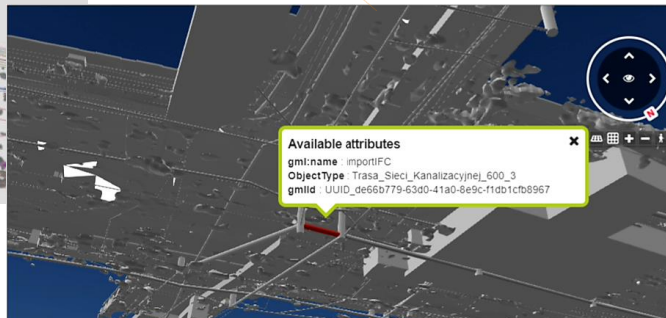 Available attributes
gml:name : importIFC
ObjectType : Trasa_Sieci_Kanalizacyjnej_600_3
gmlId : UUID_de66b779-63d0-41a0-8e9c-f1db1cfb8967
N